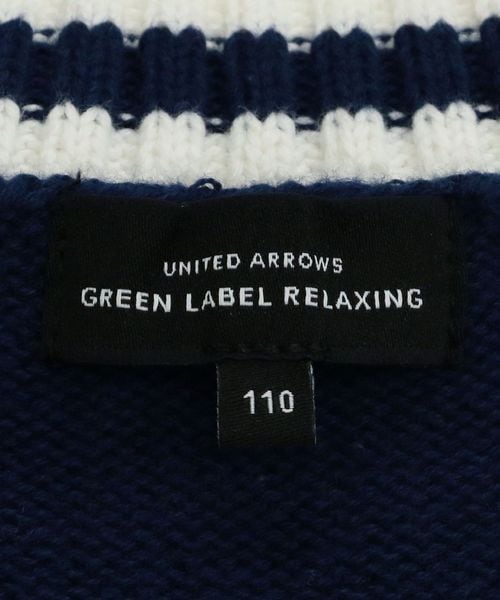 UNITED ARROWS
GREEN LABEL RELAXING
110